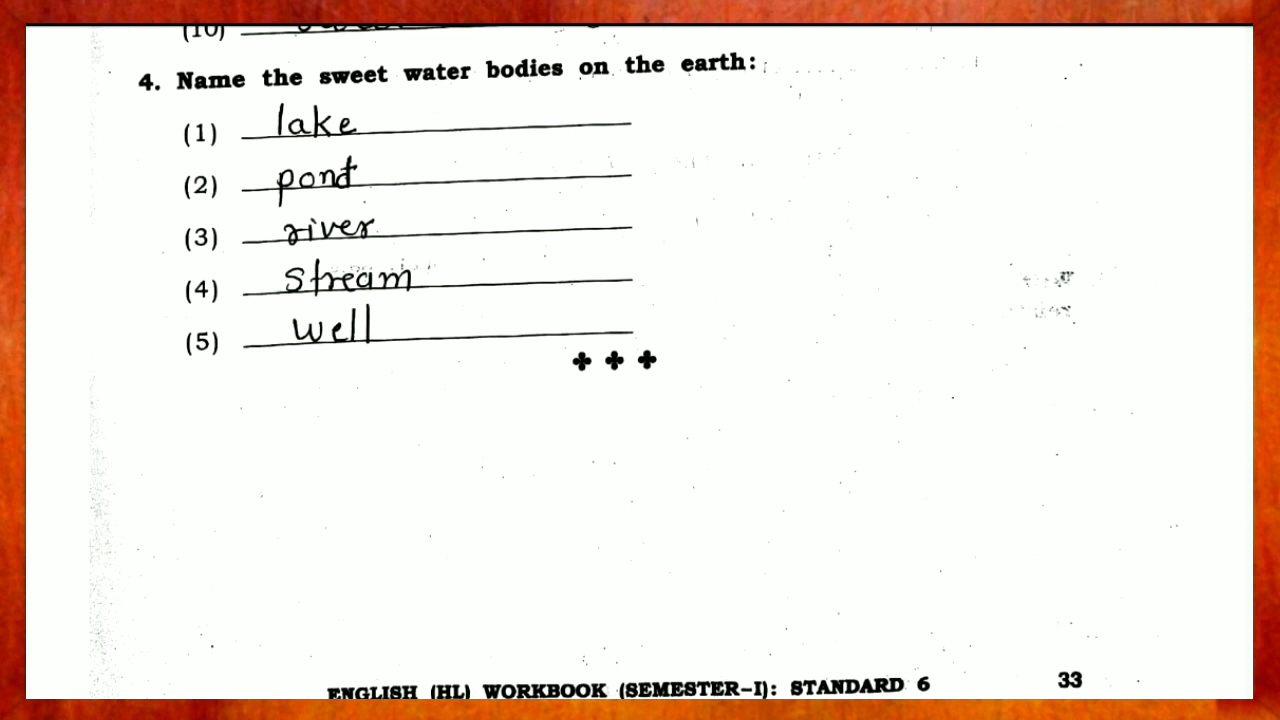 (10)
4. Name the sweet water bodies on the earth:
(1) lake
(2) pond
(3) river
(4) stream
(5) well
ENGLISH (HL) WORKBOOK (SEMESTER-I): STANDARD 6 33